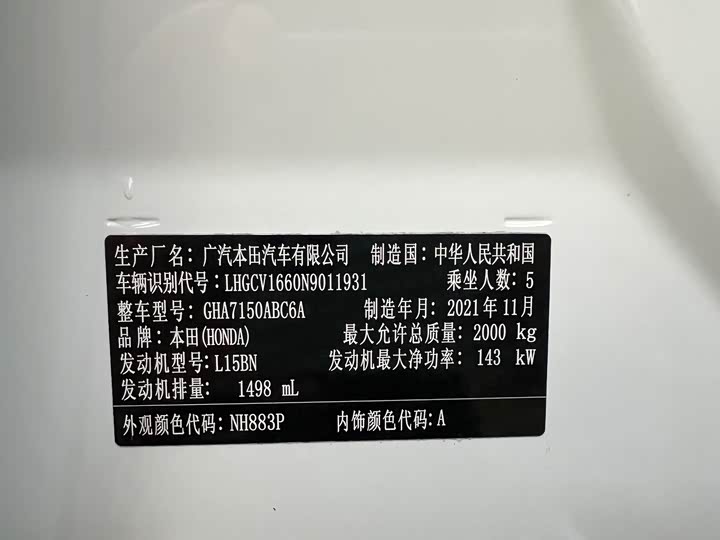 生产厂名：广汽本田汽车有限公司 制造国：中华人民共和国
车辆识别代号：LHGCV1660N9011931 乘坐人数：5
整车型号：GHA7150ABC6A 制造年月：2021年11月
品牌：本田(HONDA) 最大允许总质量：2000 kg
发动机型号：L15BN 发动机最大净功率：143 kW
发动机排量：1498 mL
外观颜色代码：NH883P 内饰颜色代码：A